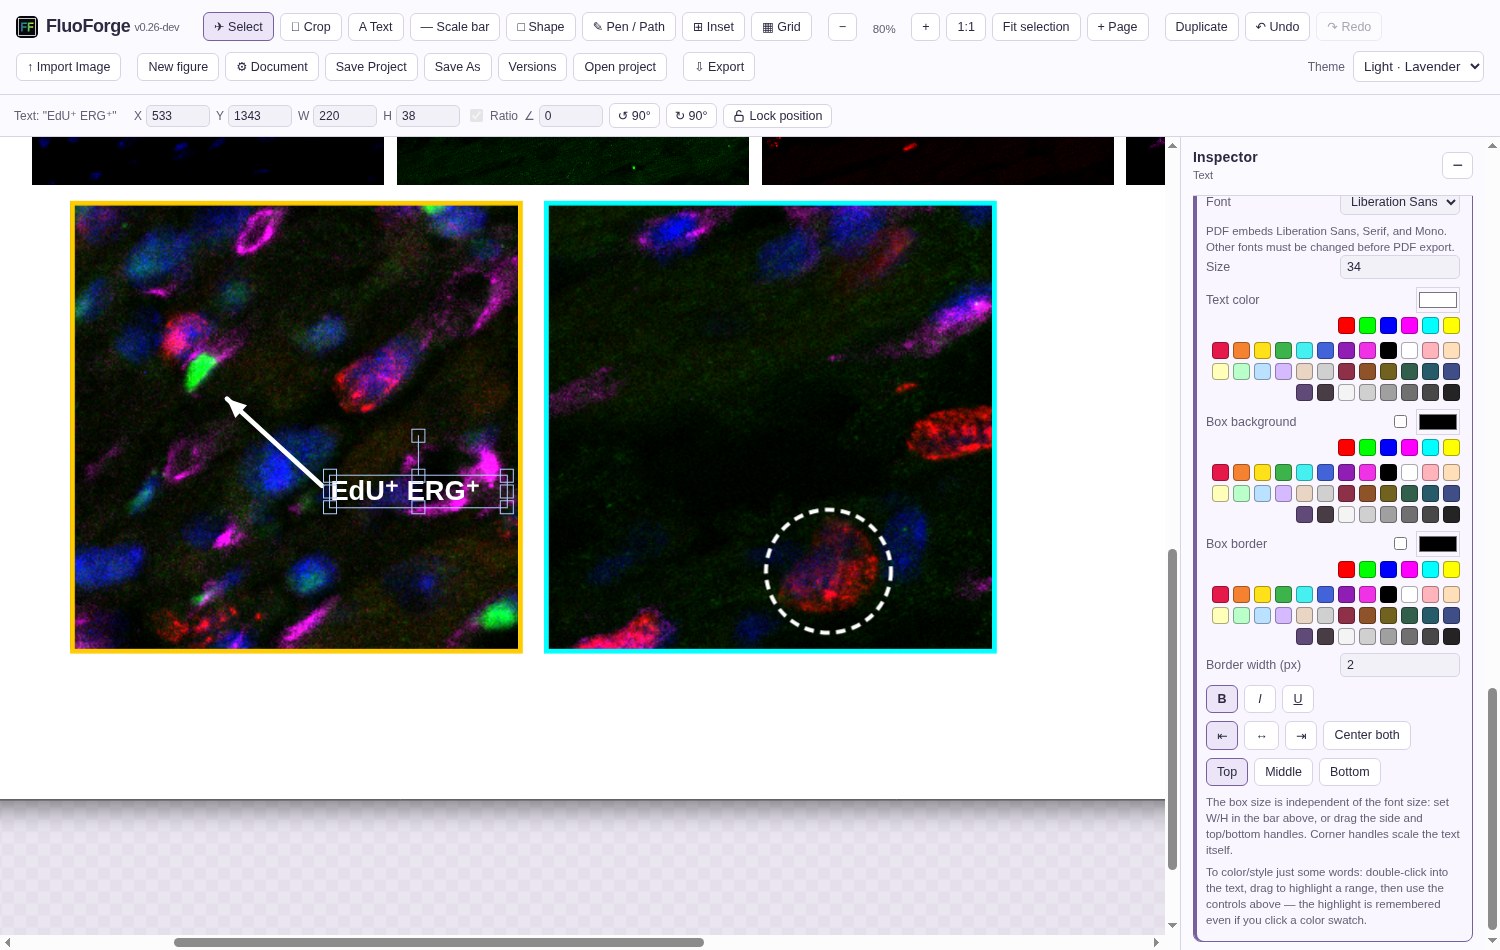 FF FluoForge v0.26-dev Select Crop A Text — Scale bar □ Shape ✎ Pen / Path ⊞ Inset ▦ Grid − 80% + 1:1 Fit selection + Page Duplicate ↶ Undo ↷ Redo
↑ Import Image New figure ⚙ Document Save Project Save As Versions Open project ⇩ Export Theme Light · Lavender
Text: "EdU⁺ ERG⁺" X 533 Y 1343 W 220 H 38 Ratio ∠ 0 ↺ 90° ↻ 90° Lock position
EdU⁺ ERG⁺
Inspector
Text
−
Font Liberation Sans
PDF embeds Liberation Sans, Serif, and Mono.
Other fonts must be changed before PDF export.
Size 34
Text color
Box background
Box border
Border width (px) 2
B I U
⇤ ↔ ⇥ Center both
Top Middle Bottom
The box size is independent of the font size: set
W/H in the bar above, or drag the side and
top/bottom handles. Corner handles scale the text
itself.
To color/style just some words: double-click into
the text, drag to highlight a range, then use the
controls above — the highlight is remembered
even if you click a color swatch.